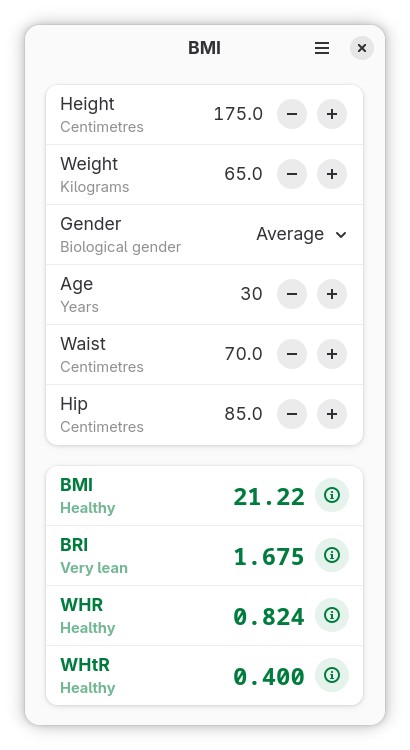 BMI
Height
Centimetres
175.0
Weight
Kilograms
65.0
Gender
Biological gender
Average
Age
Years
30
Waist
Centimetres
70.0
Hip
Centimetres
85.0
BMI
Healthy
21.22
BRI
Very lean
1.675
WHR
Healthy
0.824
WHtR
Healthy
0.400